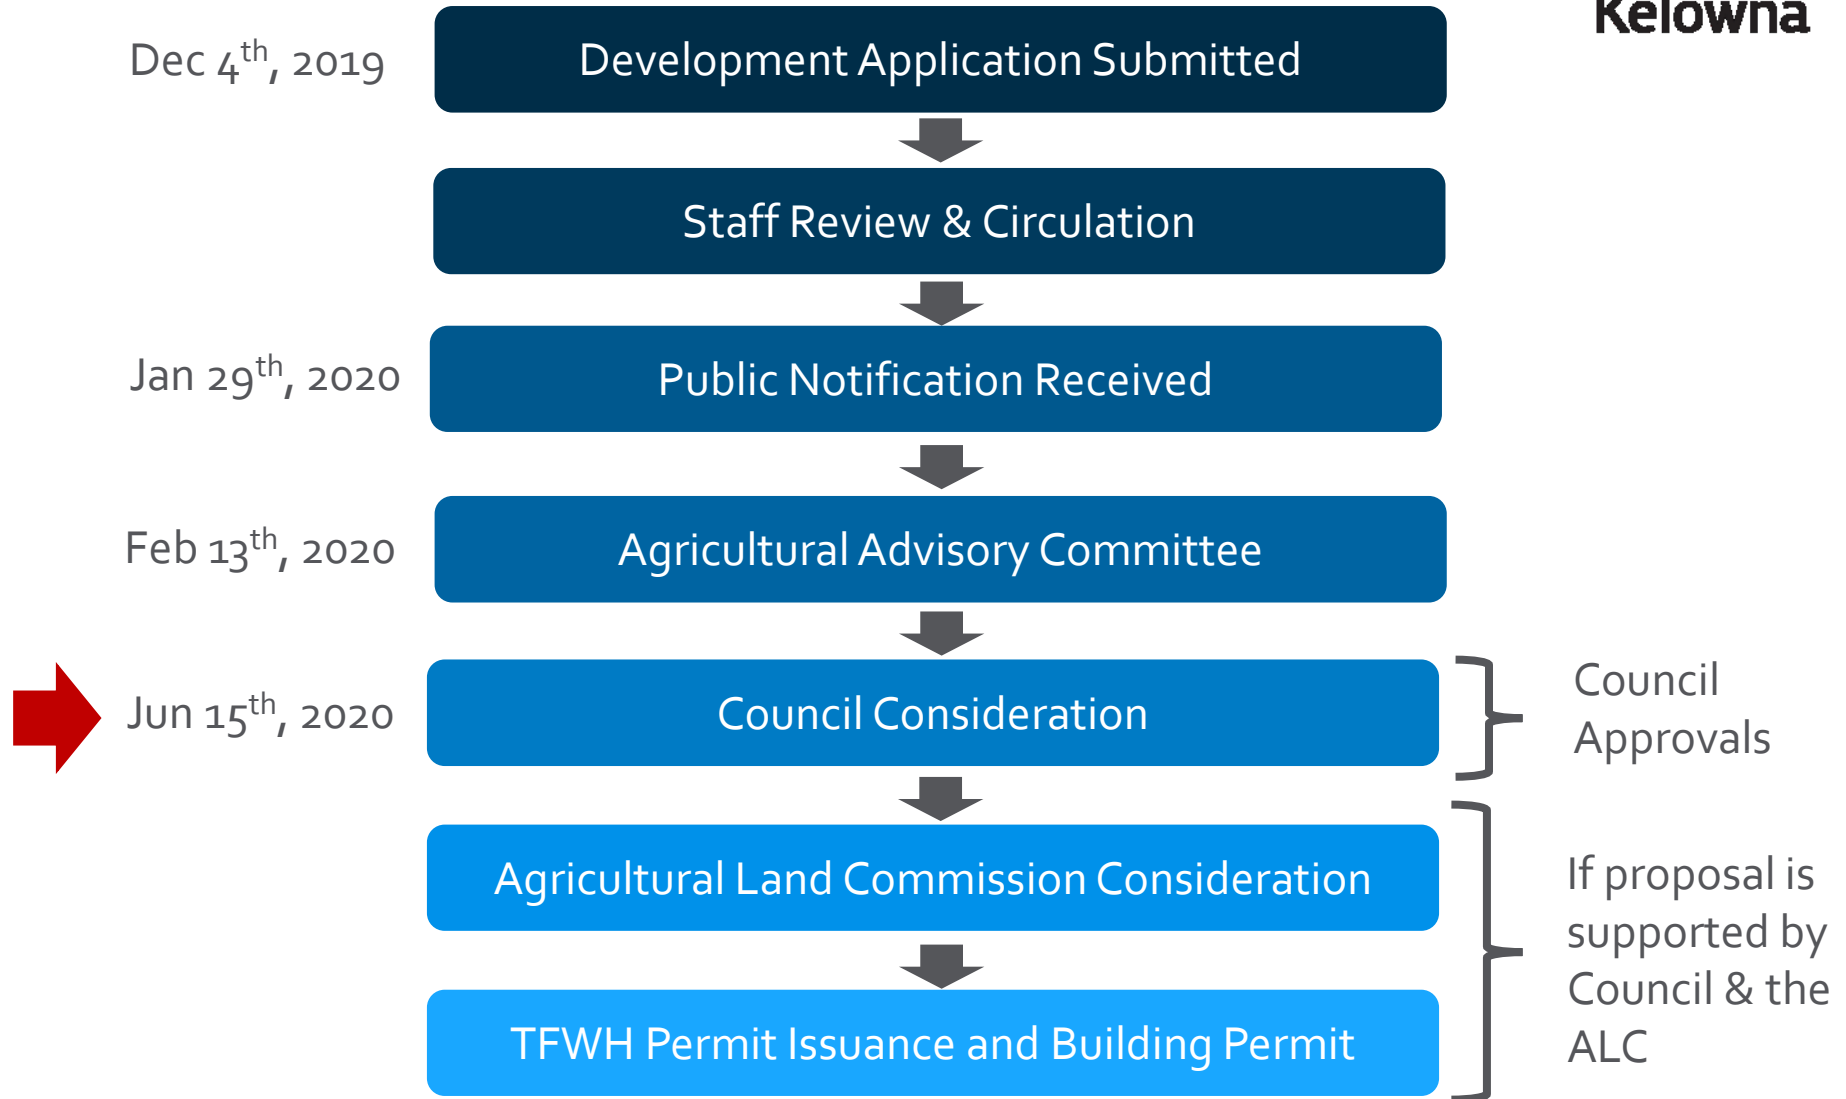 Kelowna
Dec 4th, 2019
Development Application Submitted
Staff Review & Circulation
Jan 29th, 2020
Public Notification Received
Feb 13th, 2020
Agricultural Advisory Committee
Jun 15th, 2020
Council Consideration
Council
Approvals
Agricultural Land Commission Consideration
If proposal is
supported by
Council & the
ALC
TFWH Permit Issuance and Building Permit